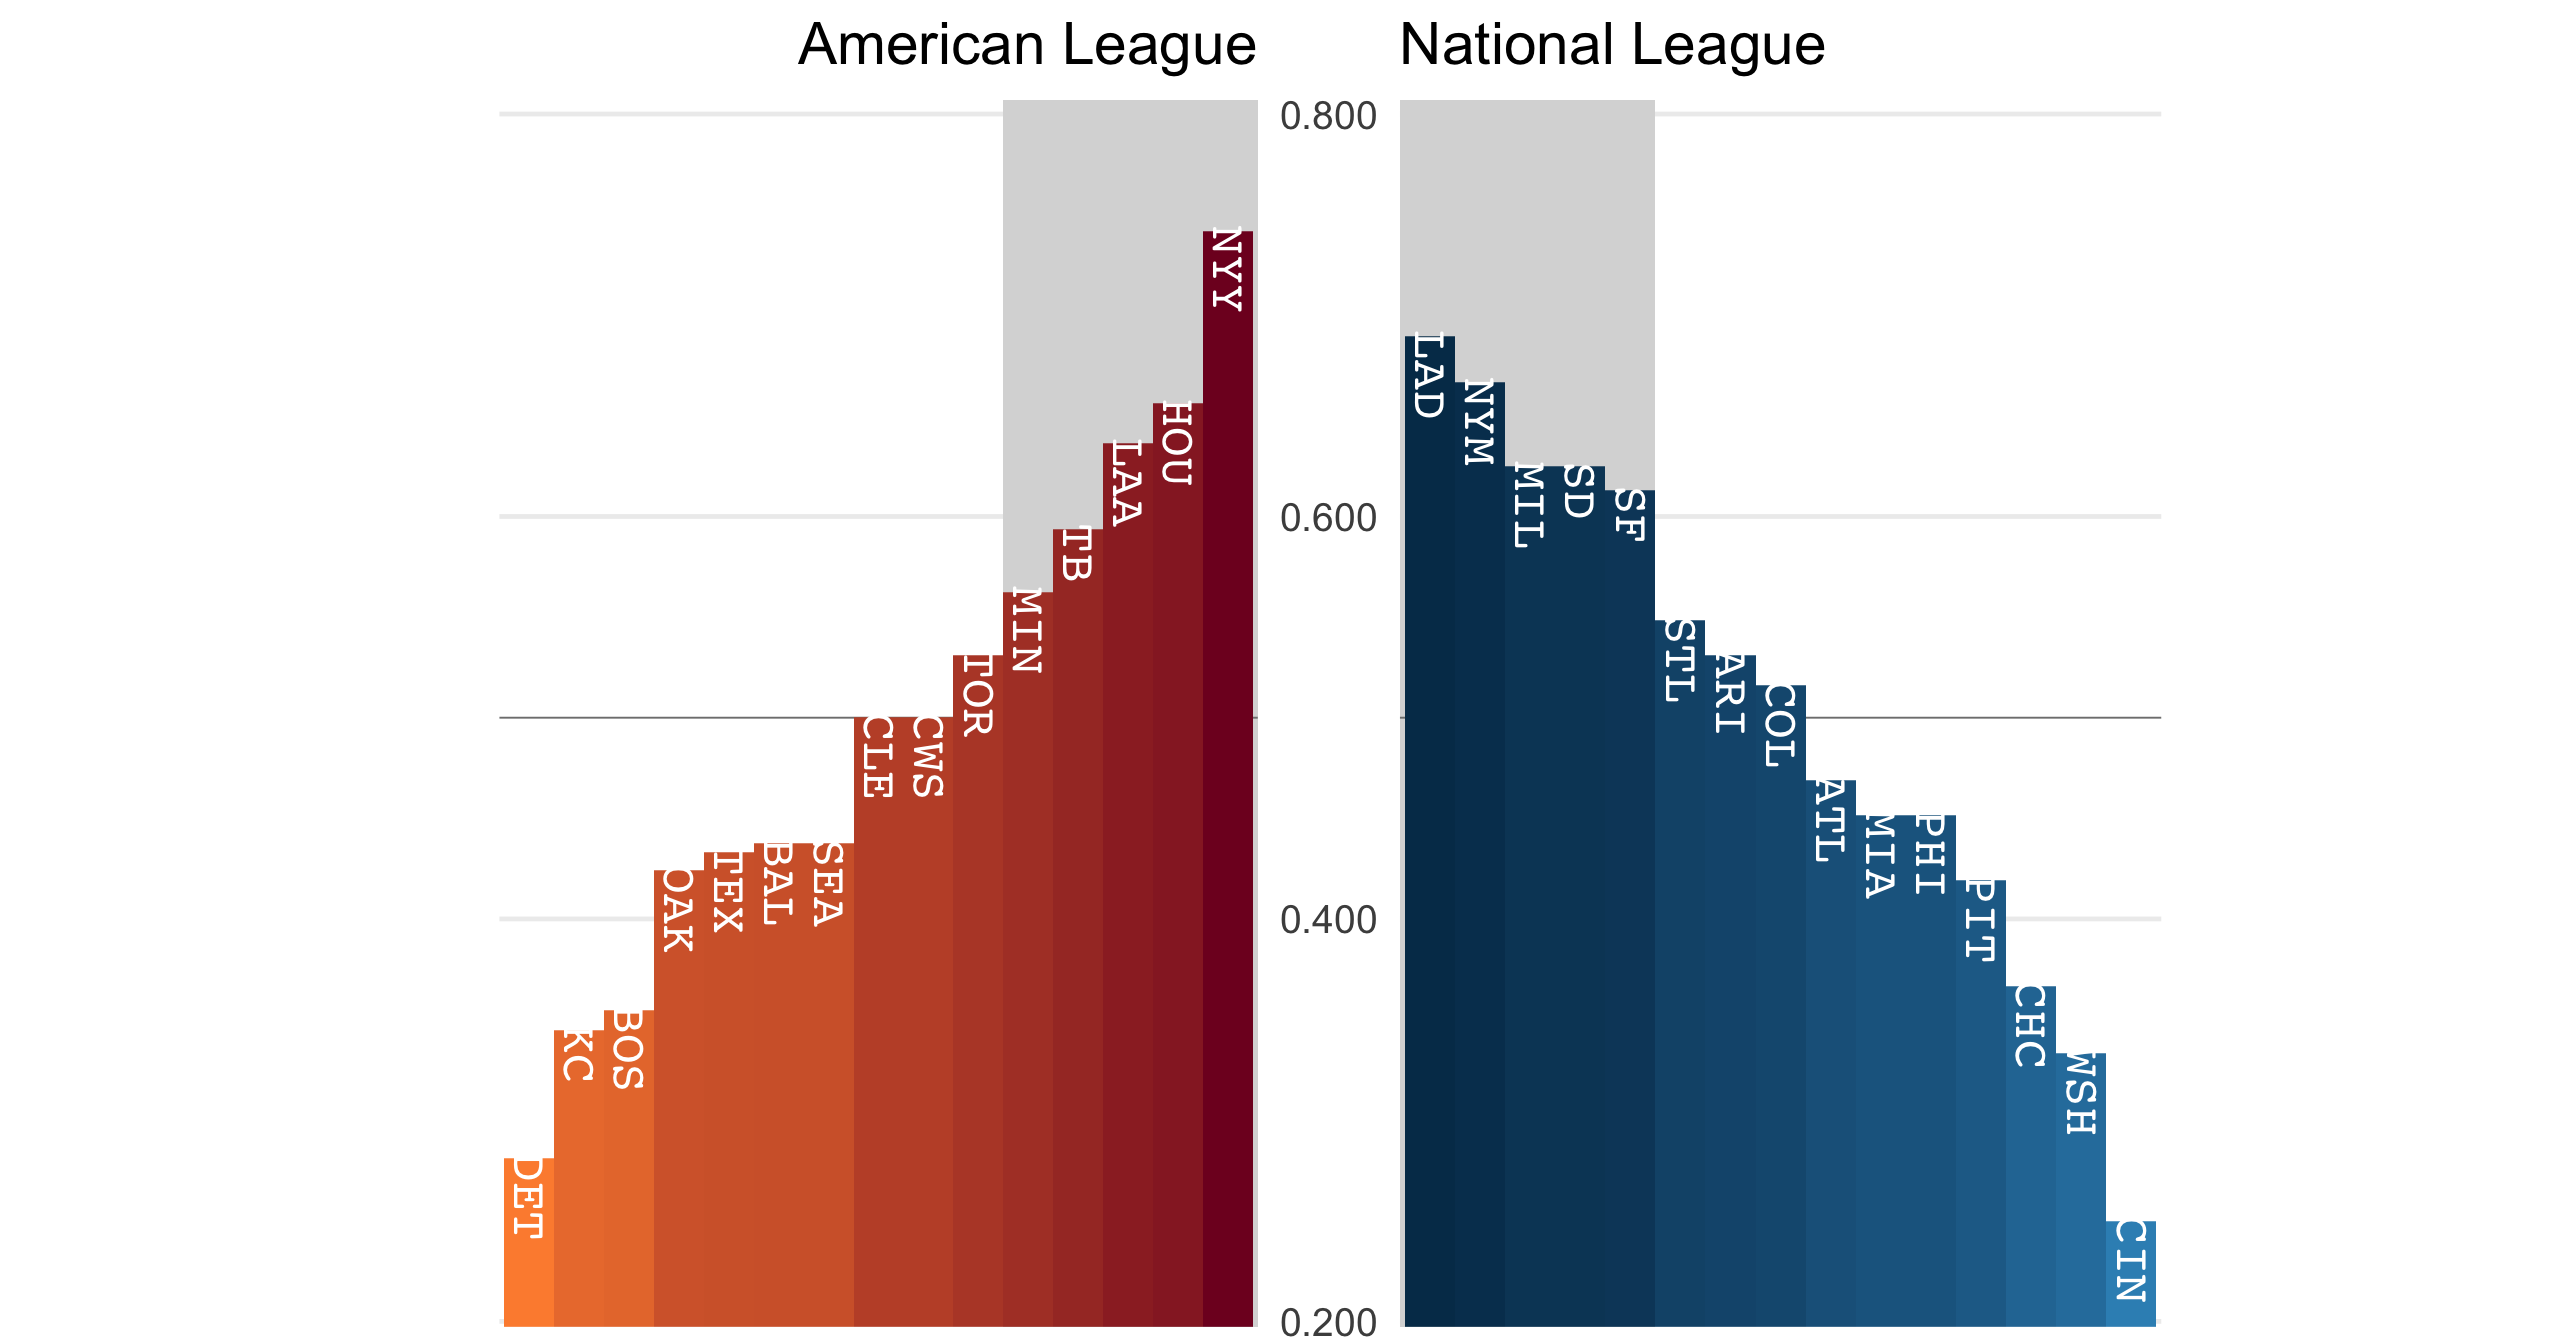 American League
National League
0.800
0.600
0.400
0.200
DET
KC
BOS
OAK
TEX
BAL
SEA
CLE
CWS
TOR
MIN
TB
LAA
HOU
NYY
LAD
NYM
MIL
SD
SF
STL
ARI
COL
ATL
MIA
PHI
PIT
CHC
WSH
CIN